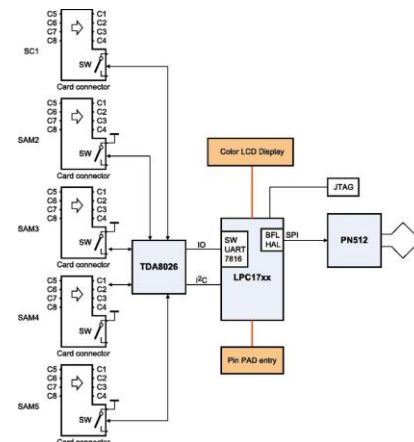 C5 C1
C6 C2
C7 C3
C8 C4
SC1
SW
Card connector
C5 C1
C6 C2
C7 C3
C8 C4
SAM2
SW
Card connector
C5 C1
C6 C2
C7 C3
C8 C4
SAM3
SW
Card connector
C5 C1
C6 C2
C7 C3
C8 C4
SAM4
SW
Card connector
C5 C1
C6 C2
C7 C3
C8 C4
SAM5
SW
Card connector
TDA8026
IO
I²C
Color LCD Display
JTAG
SW
UART
7816
BFL
HAL
LPC17xx
SPI
PN512
Pin PAD entry